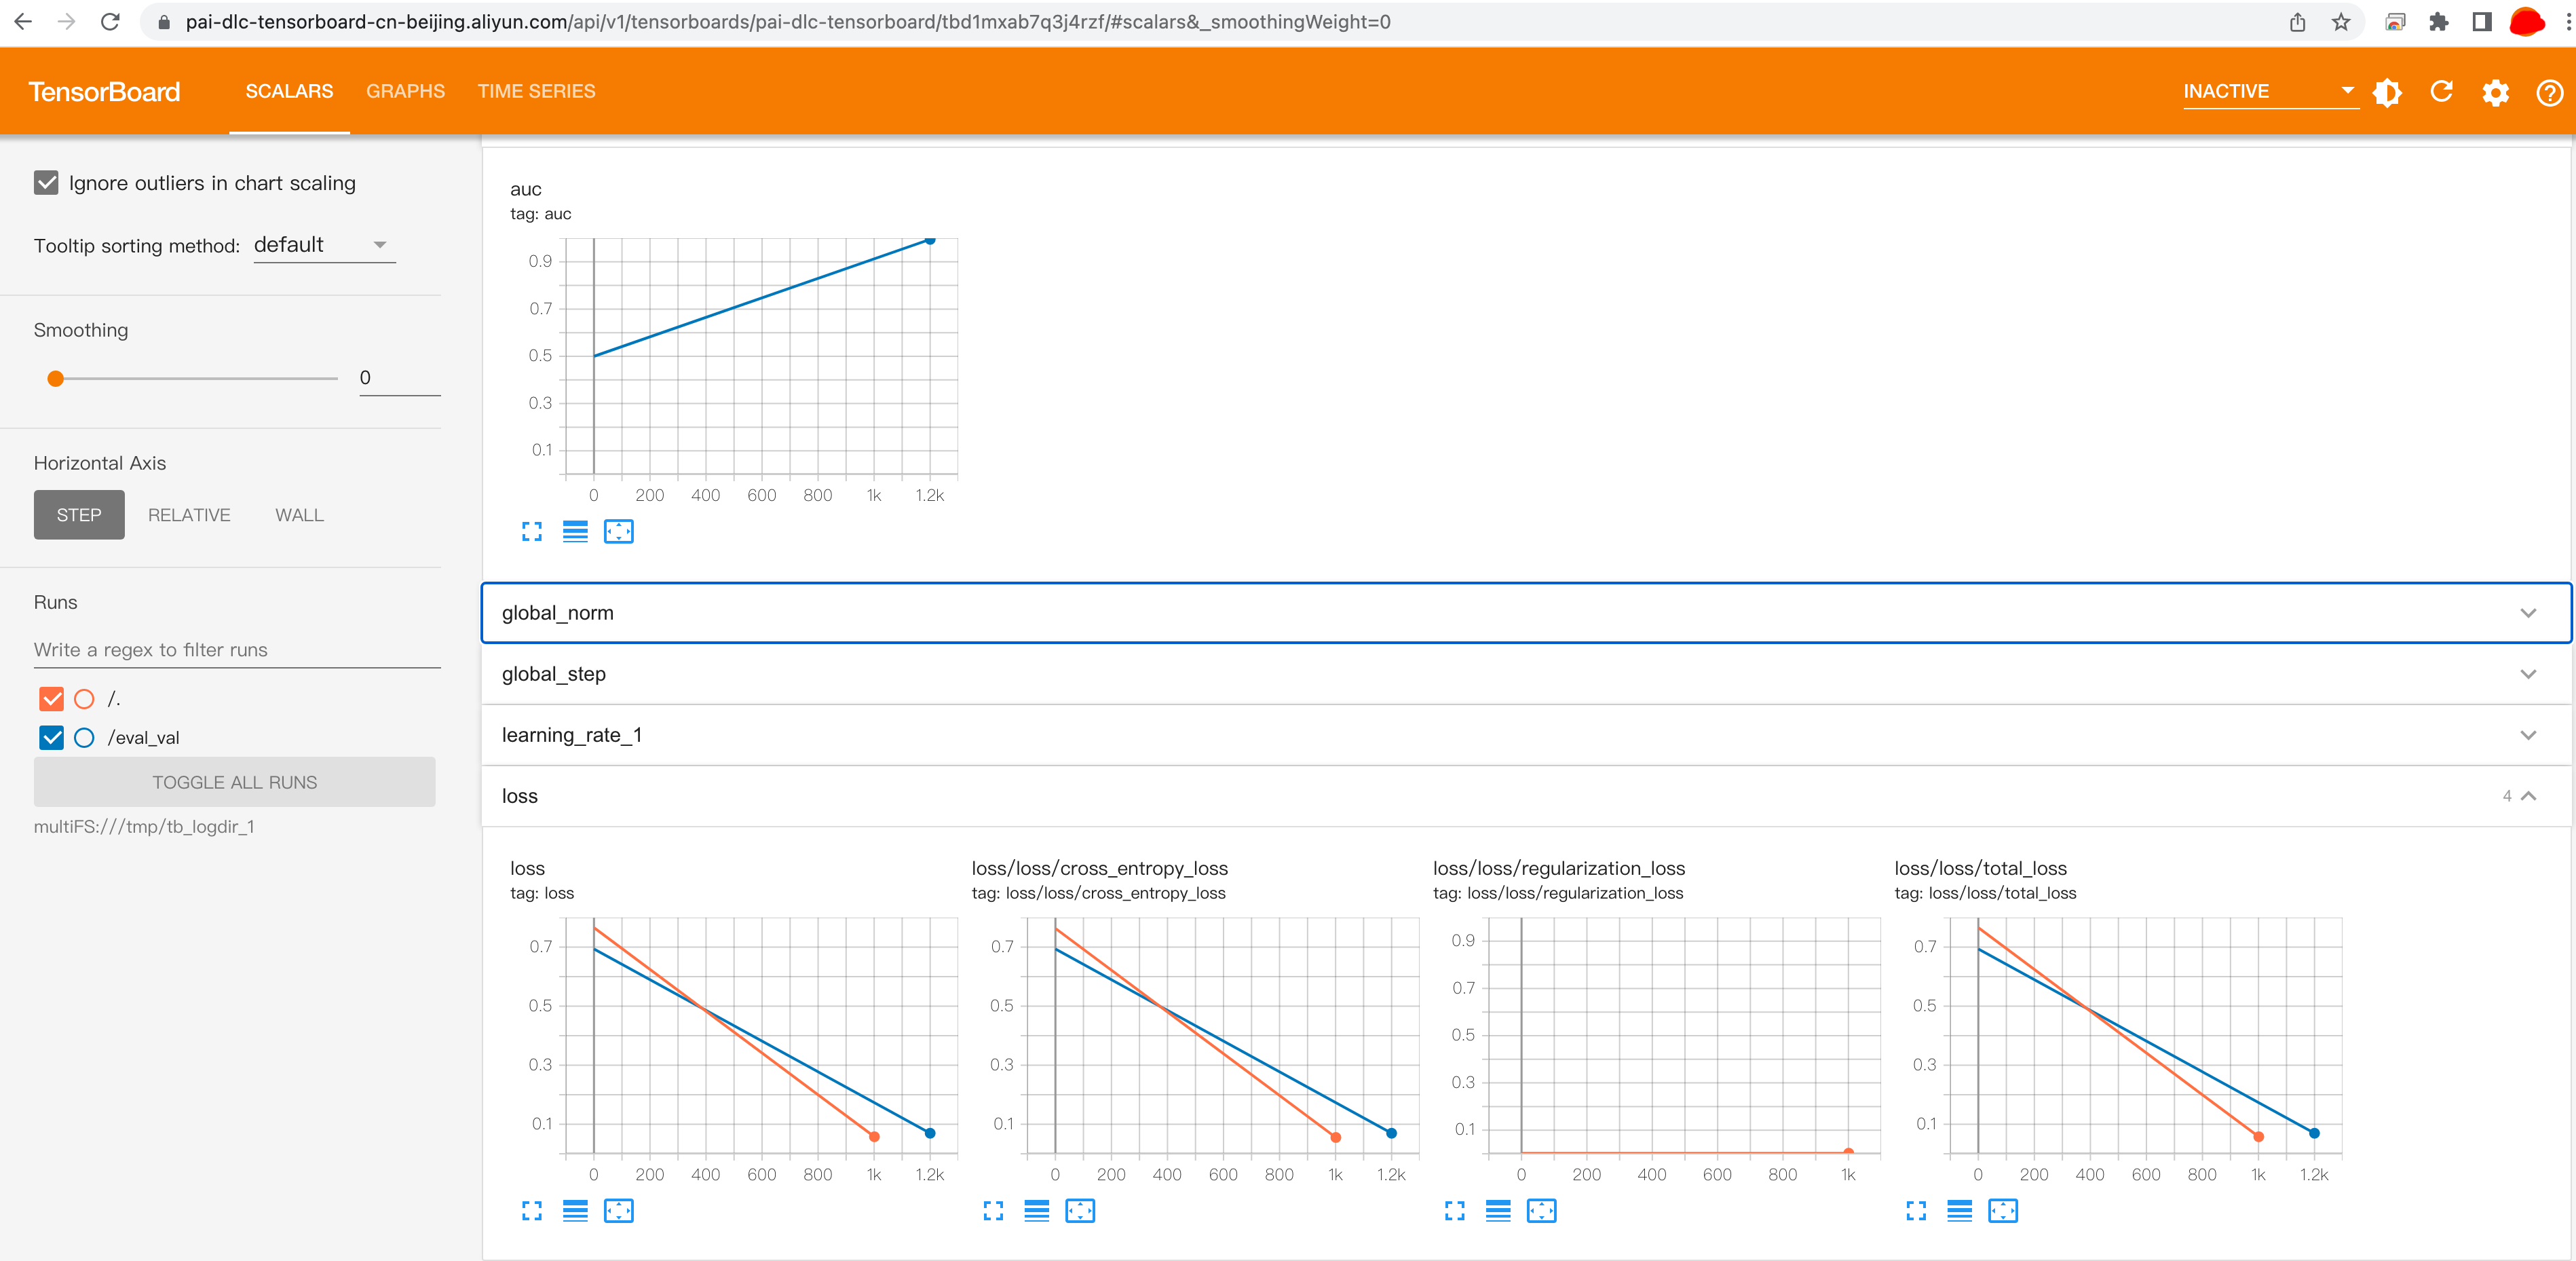 pai-dlc-tensorboard-cn-beijing.aliyun.com/api/v1/tensorboards/pai-dlc-tensorboard/tbd1mxab7q3j4rzf/#scalars&_smoothingWeight=0
TensorBoard SCALARS GRAPHS TIME SERIES INACTIVE
Ignore outliers in chart scaling
Tooltip sorting method: default
Smoothing
0
Horizontal Axis
STEP RELATIVE WALL
Runs
Write a regex to filter runs
/.
/eval_val
TOGGLE ALL RUNS
multiFS:///tmp/tb_logdir_1
auc
tag: auc
0.9
0.7
0.5
0.3
0.1
0 200 400 600 800 1k 1.2k
global_norm
global_step
learning_rate_1
loss 4
loss
tag: loss
0.7
0.5
0.3
0.1
0 200 400 600 800 1k 1.2k
loss/loss/cross_entropy_loss
tag: loss/loss/cross_entropy_loss
0.7
0.5
0.3
0.1
0 200 400 600 800 1k 1.2k
loss/loss/regularization_loss
tag: loss/loss/regularization_loss
0.9
0.7
0.5
0.3
0.1
0 200 400 600 800 1k
loss/loss/total_loss
tag: loss/loss/total_loss
0.7
0.5
0.3
0.1
0 200 400 600 800 1k 1.2k